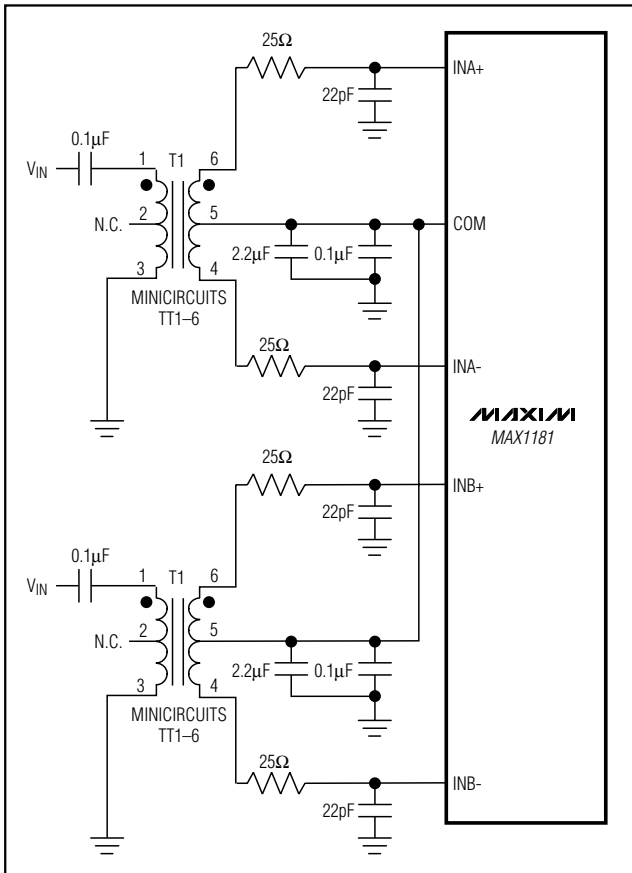 25Ω
INA+
22pF
0.1μF
1
T1
6
VIN
N.C.
2
5
COM
2.2μF
0.1μF
3
4
MINICIRCUITS
TT1–6
25Ω
INA-
22pF
MAXIM
MAX1181
25Ω
INB+
22pF
0.1μF
1
T1
6
VIN
N.C.
2
5
2.2μF
0.1μF
3
4
MINICIRCUITS
TT1–6
25Ω
INB-
22pF